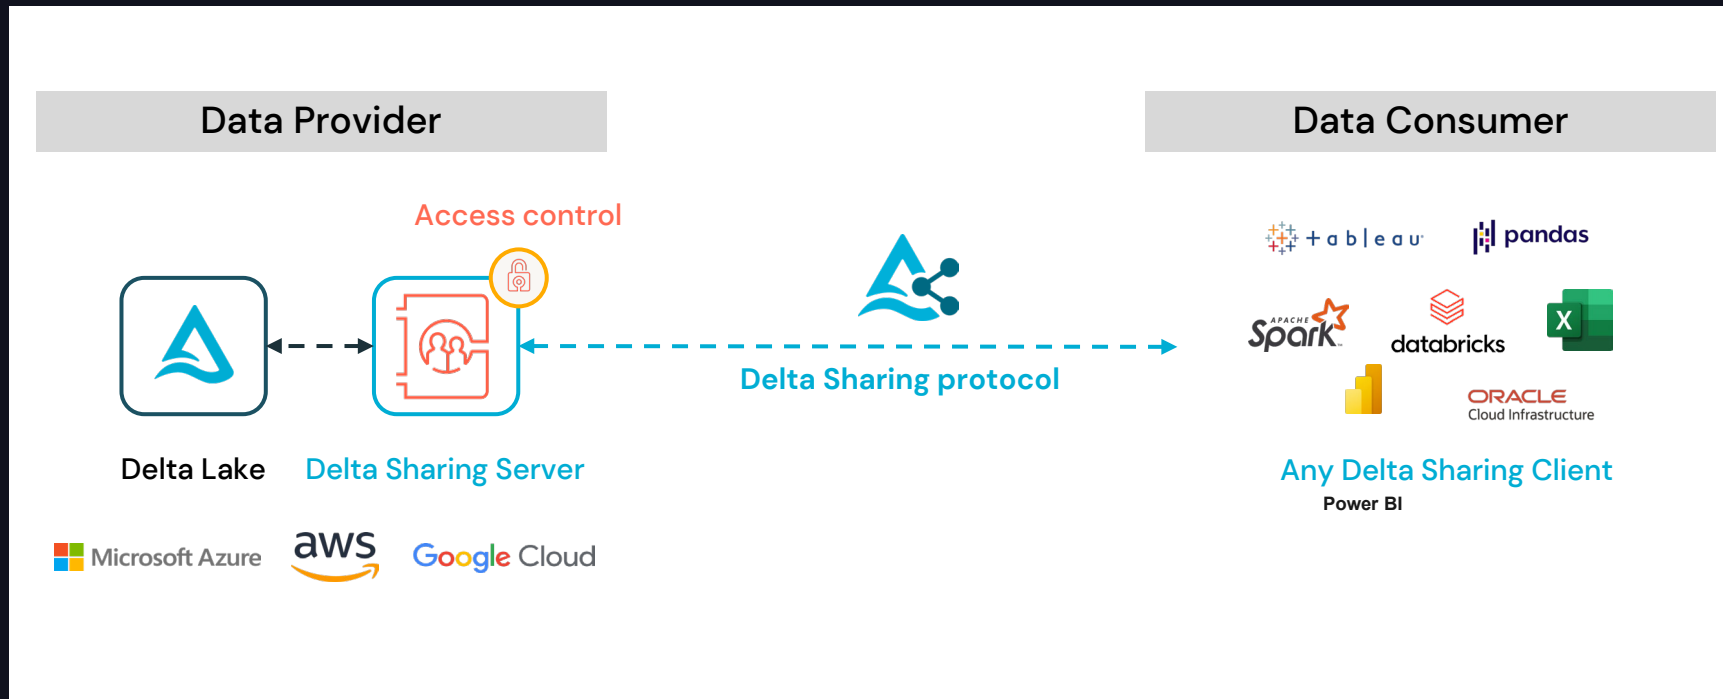 Data Provider
Data Consumer
Access control
+ a b l e a u
pandas
APACHE
Spark
databricks
X
Delta Sharing protocol
ORACLE
Cloud Infrastructure
Delta Lake
Delta Sharing Server
Any Delta Sharing Client
Power BI
Microsoft Azure
aws
Google Cloud